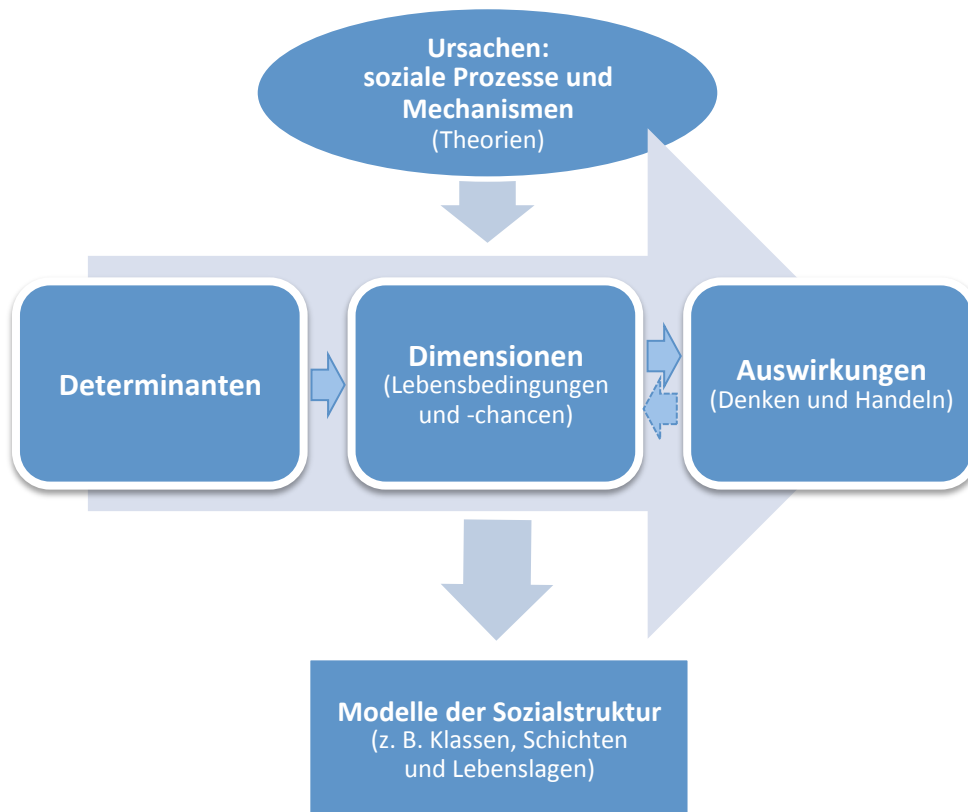 Ursachen:
soziale Prozesse und
Mechanismen
(Theorien)
Determinanten
Dimensionen
(Lebensbedingungen
und -chancen)
Auswirkungen
(Denken und Handeln)
Modelle der Sozialstruktur
(z. B. Klassen, Schichten
und Lebenslagen)